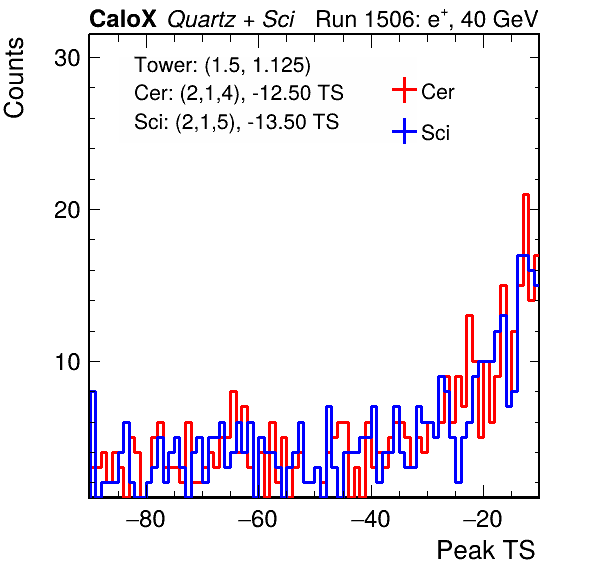 CaloX Quartz + Sci Run 1506: e⁺, 40 GeV
Counts
Tower: (1.5, 1.125)
Cer: (2,1,4), -12.50 TS
Sci: (2,1,5), -13.50 TS
Cer
Sci
30
20
10
−80 −60 −40 −20
Peak TS